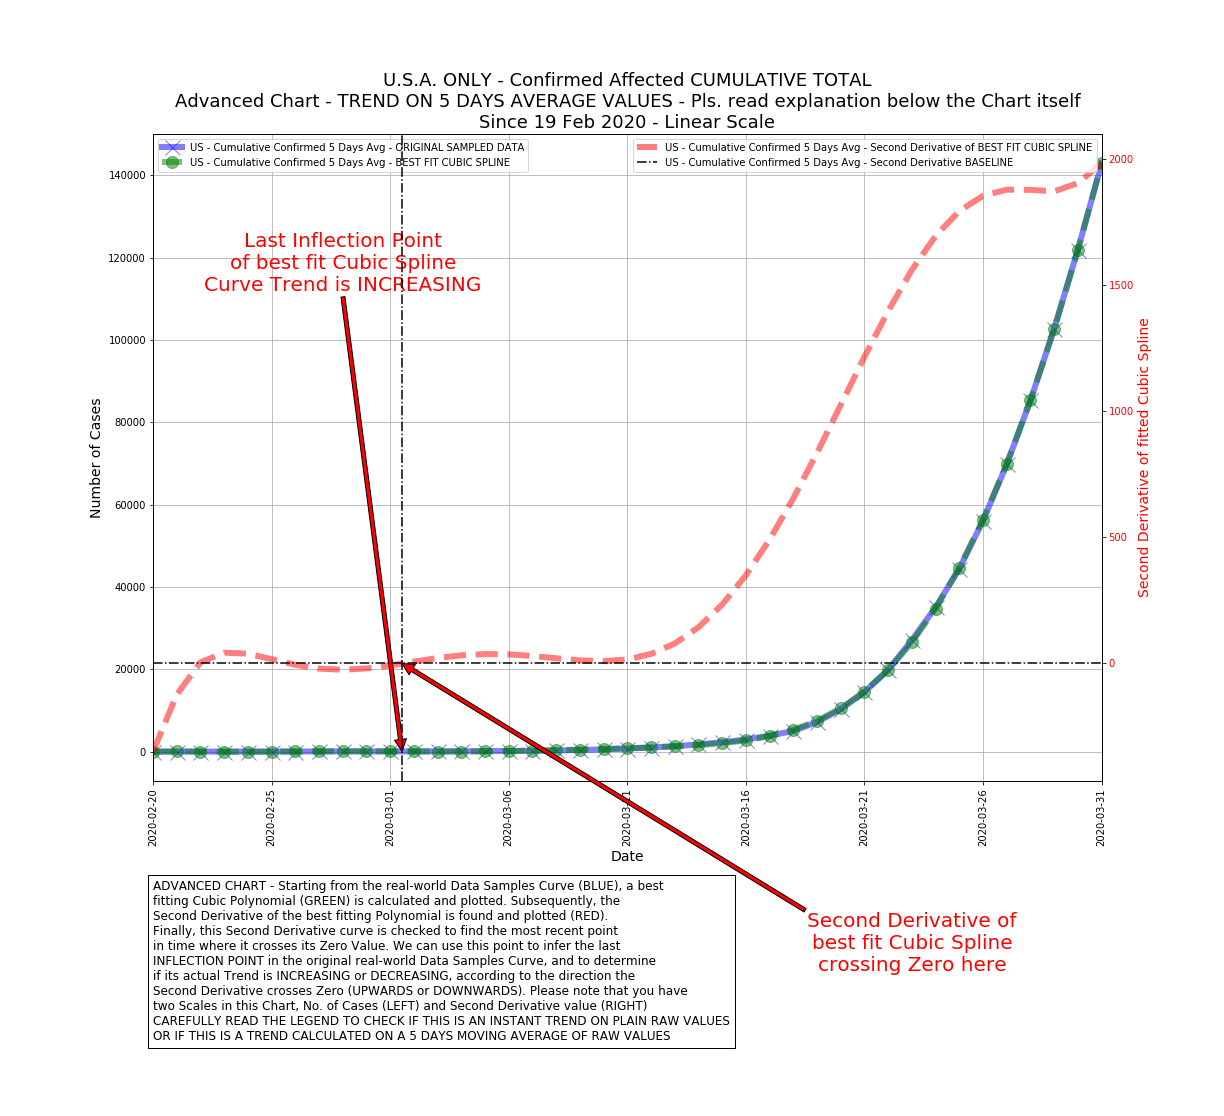 U.S.A. ONLY - Confirmed Affected CUMULATIVE TOTAL
Advanced Chart - TREND ON 5 DAYS AVERAGE VALUES - Pls. read explanation below the Chart itself
Since 19 Feb 2020 - Linear Scale
US - Cumulative Confirmed 5 Days Avg - ORIGINAL SAMPLED DATA
US - Cumulative Confirmed 5 Days Avg - BEST FIT CUBIC SPLINE
US - Cumulative Confirmed 5 Days Avg - Second Derivative of BEST FIT CUBIC SPLINE
US - Cumulative Confirmed 5 Days Avg - Second Derivative BASELINE
Last Inflection Point
of best fit Cubic Spline
Curve Trend is INCREASING
Number of Cases
140000
120000
100000
80000
60000
40000
20000
0
2000
1500
1000
500
0
Second Derivative of fitted Cubic Spline
2020-02-20
2020-02-25
2020-03-01
2020-03-06
2020-03-11
2020-03-16
2020-03-21
2020-03-26
2020-03-31
Date
ADVANCED CHART - Starting from the real-world Data Samples Curve (BLUE), a best
fitting Cubic Polynomial (GREEN) is calculated and plotted. Subsequently, the
Second Derivative of the best fitting Polynomial is found and plotted (RED).
Finally, this Second Derivative curve is checked to find the most recent point
in time where it crosses its Zero Value. We can use this point to infer the last
INFLECTION POINT in the original real-world Data Samples Curve, and to determine
if its actual Trend is INCREASING or DECREASING, according to the direction the
Second Derivative crosses Zero (UPWARDS or DOWNWARDS). Please note that you have
two Scales in this Chart, No. of Cases (LEFT) and Second Derivative value (RIGHT)
CAREFULLY READ THE LEGEND TO CHECK IF THIS IS AN INSTANT TREND ON PLAIN RAW VALUES
OR IF THIS IS A TREND CALCULATED ON A 5 DAYS MOVING AVERAGE OF RAW VALUES
Second Derivative of
best fit Cubic Spline
crossing Zero here